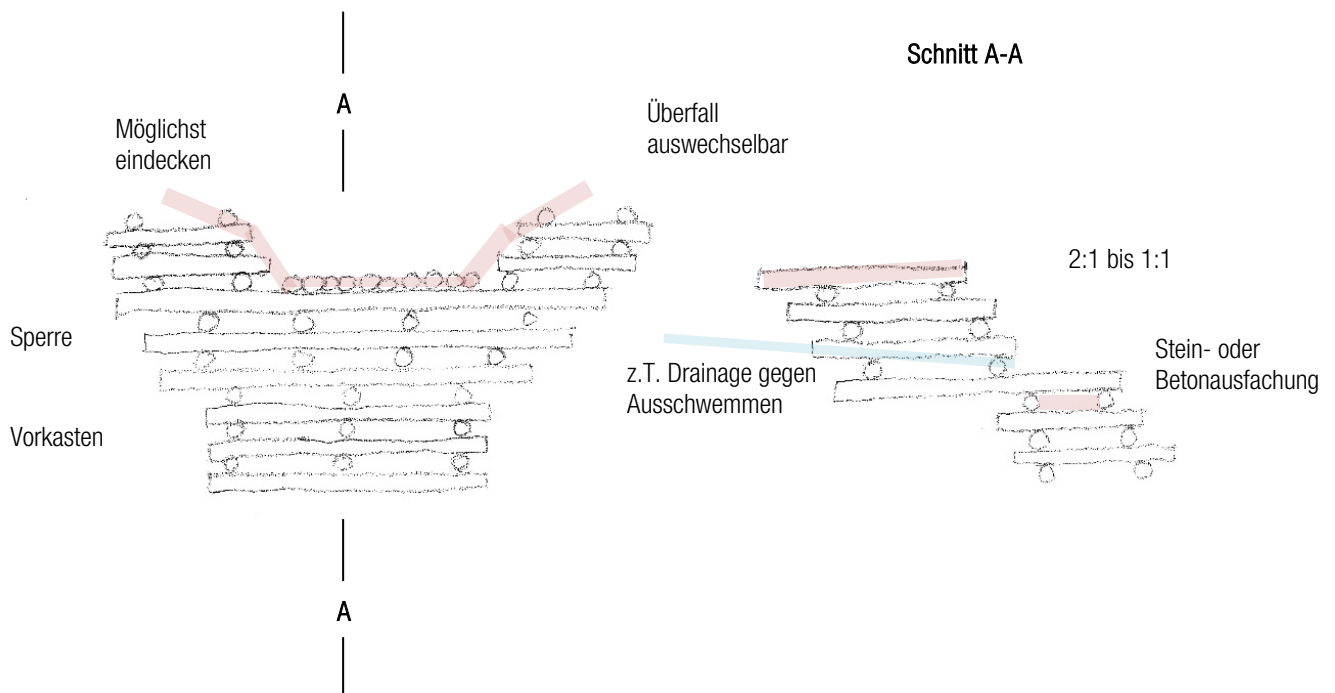 Schnitt A-A
A
Möglichst
eindecken
Überfall
auswechselbar
2:1 bis 1:1
Sperre
z.T. Drainage gegen
Ausschwemmen
Stein- oder
Betonausfachung
Vorkasten
A